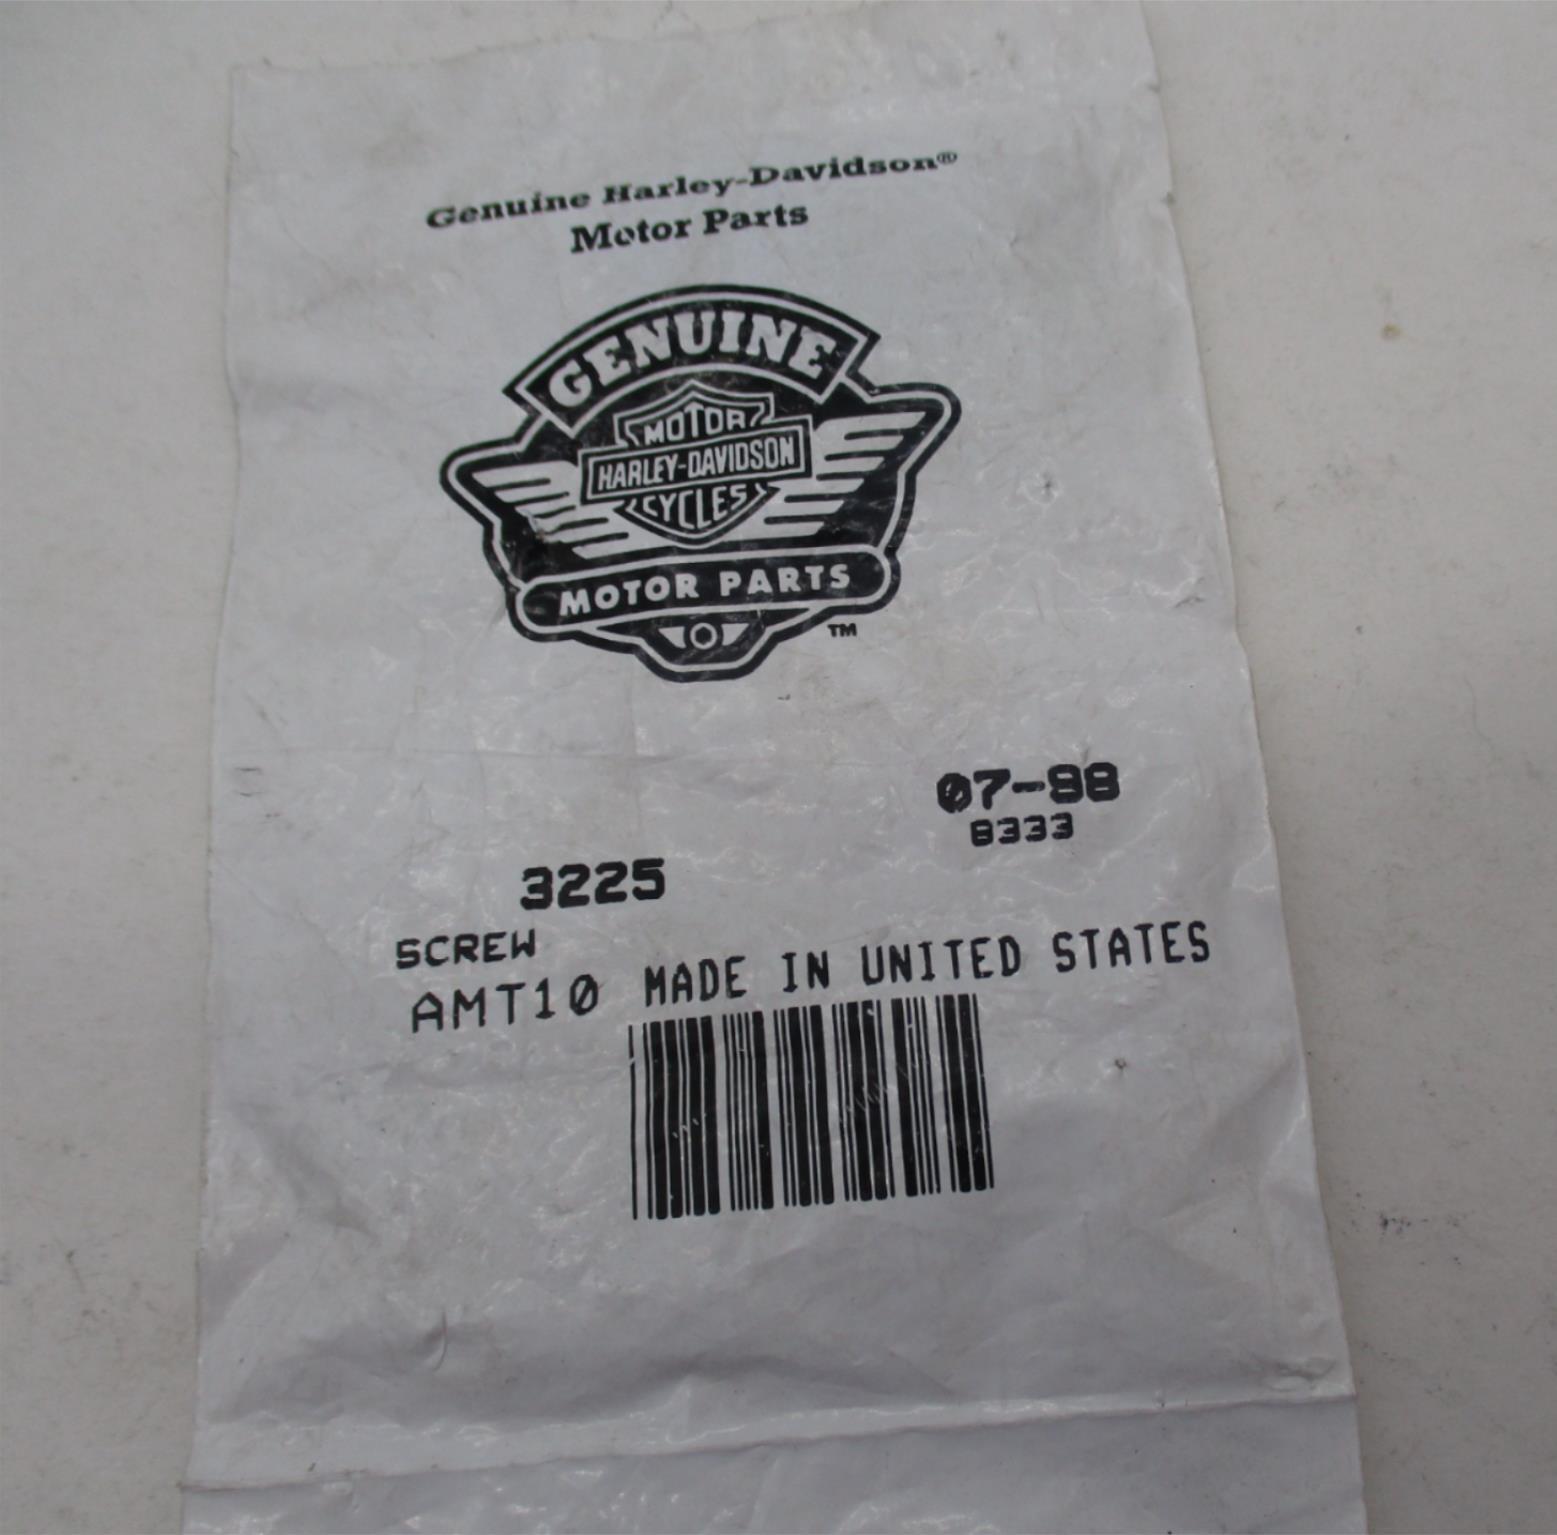 Genuine Harley-Davidson®
Motor Parts
GENUINE
MOTOR
HARLEY-DAVIDSON
CYCLES
MOTOR PARTS
TM
07-98
8333
3225
SCREW
AMT10 MADE IN UNITED STATES